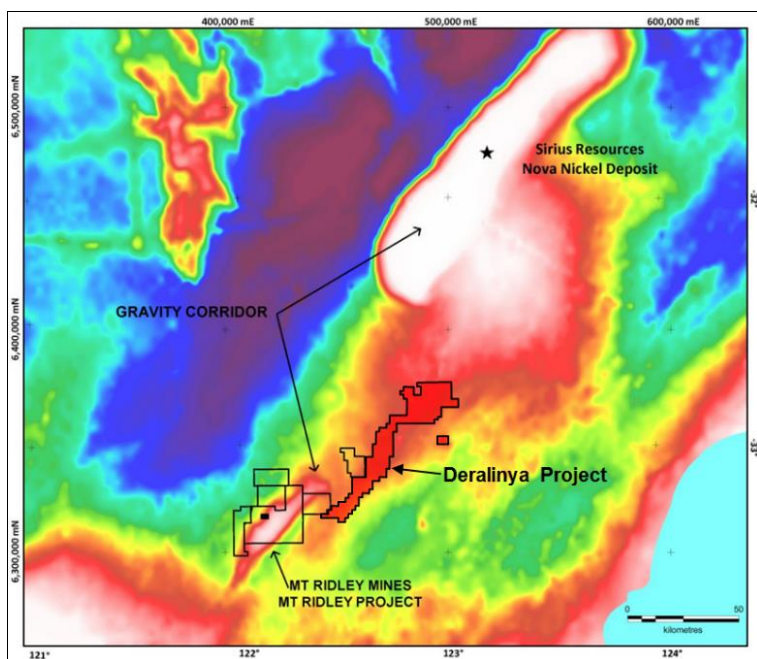 400,000 mE
500,000 mE
600,000 mE
6,500,000 mN
Sirius Resources
Nova Nickel Deposit
-32°
GRAVITY CORRIDOR
6,400,000 mN
-33°
Deralinya Project
6,300,000 mN
MT RIDLEY MINES
MT RIDLEY PROJECT
0
50
kilometres
121°
122°
123°
124°